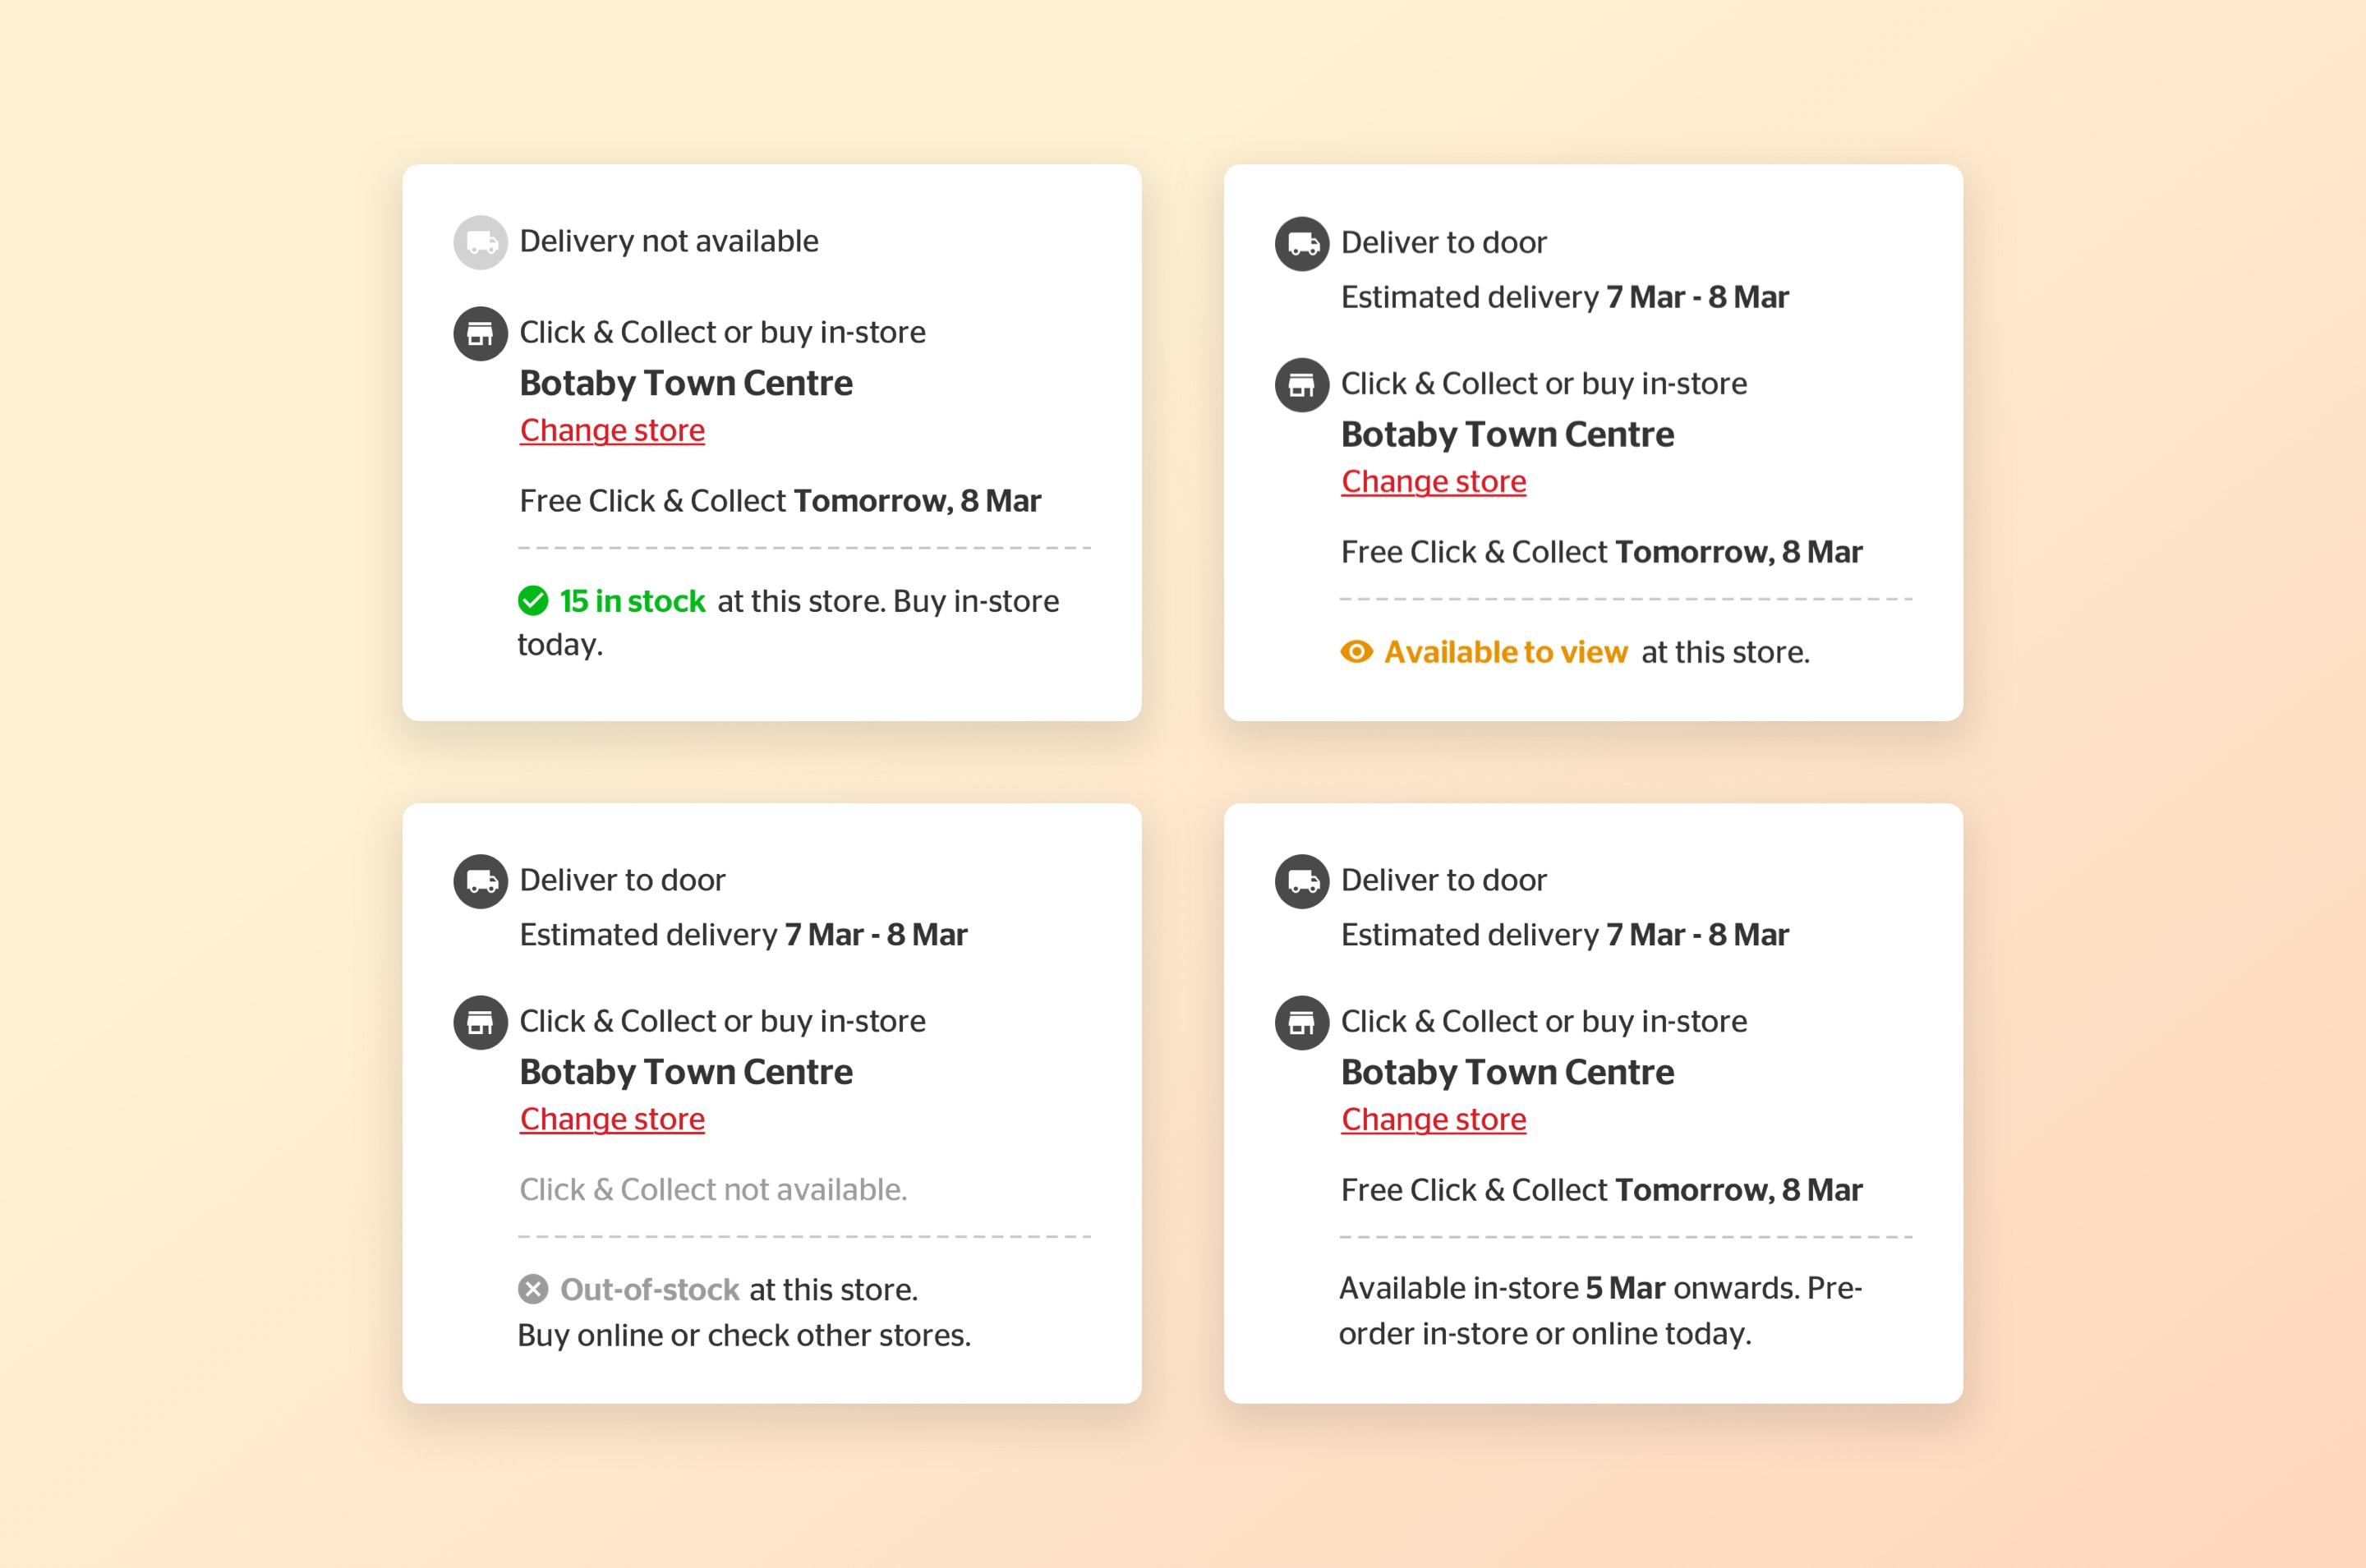 Delivery not available
Click & Collect or buy in-store
Botaby Town Centre
Change store
Free Click & Collect Tomorrow, 8 Mar
15 in stock at this store. Buy in-store
today.
Deliver to door
Estimated delivery 7 Mar - 8 Mar
Click & Collect or buy in-store
Botaby Town Centre
Change store
Free Click & Collect Tomorrow, 8 Mar
Available to view at this store.
Deliver to door
Estimated delivery 7 Mar - 8 Mar
Click & Collect or buy in-store
Botaby Town Centre
Change store
Click & Collect not available.
Out-of-stock at this store.
Buy online or check other stores.
Deliver to door
Estimated delivery 7 Mar - 8 Mar
Click & Collect or buy in-store
Botaby Town Centre
Change store
Free Click & Collect Tomorrow, 8 Mar
Available in-store 5 Mar onwards. Pre-
order in-store or online today.